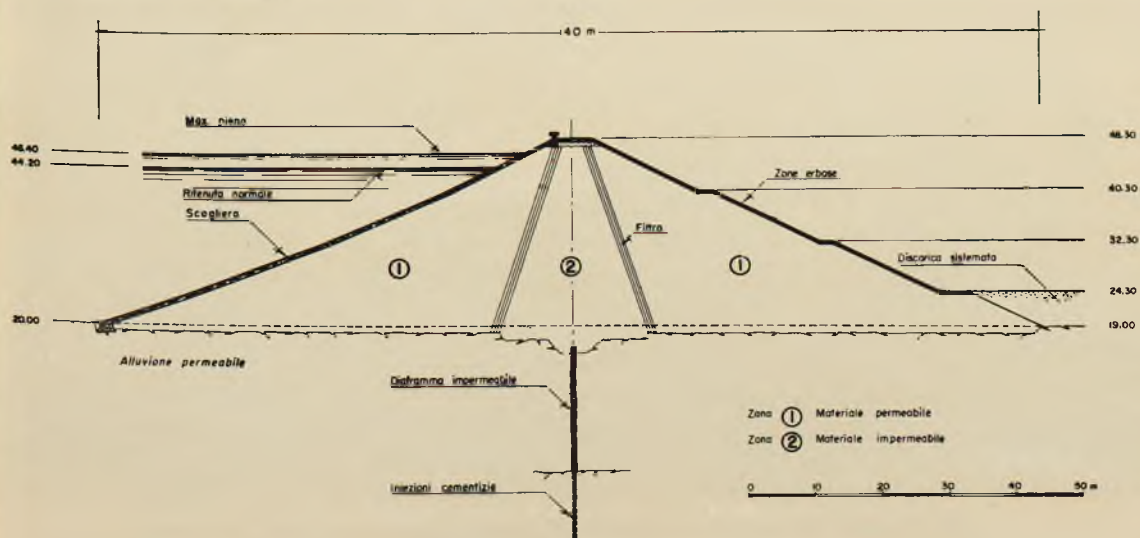 140 m
Max. piena
46.40
44.20
Ritenuta normale
Scogliera
48.30
Zone erbose
40.30
Filtro
32.30
Discarica sistemata
24.30
20.00
19.00
1
2
1
Alluvione permeabile
Diaframma impermeabile
Iniezioni cementizie
Zona 1 Materiale permeabile
Zona 2 Materiale impermeabile
0 10 20 30 40 50 m